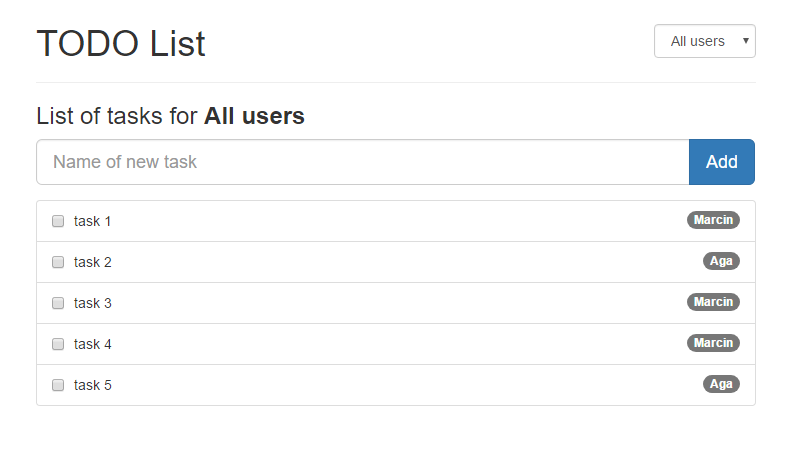 TODO List
All users
List of tasks for All users
Name of new task
Add
task 1 Marcin
task 2 Aga
task 3 Marcin
task 4 Marcin
task 5 Aga